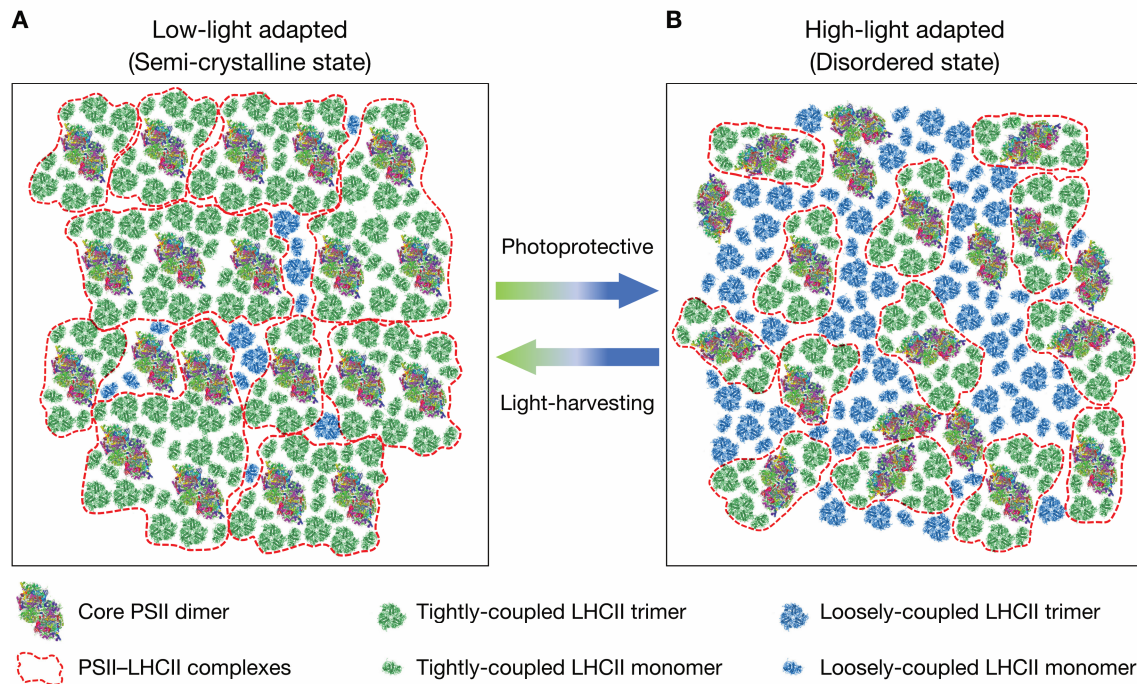 A
Low-light adapted
(Semi-crystalline state)
B
High-light adapted
(Disordered state)
Photoprotective
Light-harvesting
Core PSII dimer
Tightly-coupled LHCII trimer
Loosely-coupled LHCII trimer
PSII–LHCII complexes
Tightly-coupled LHCII monomer
Loosely-coupled LHCII monomer